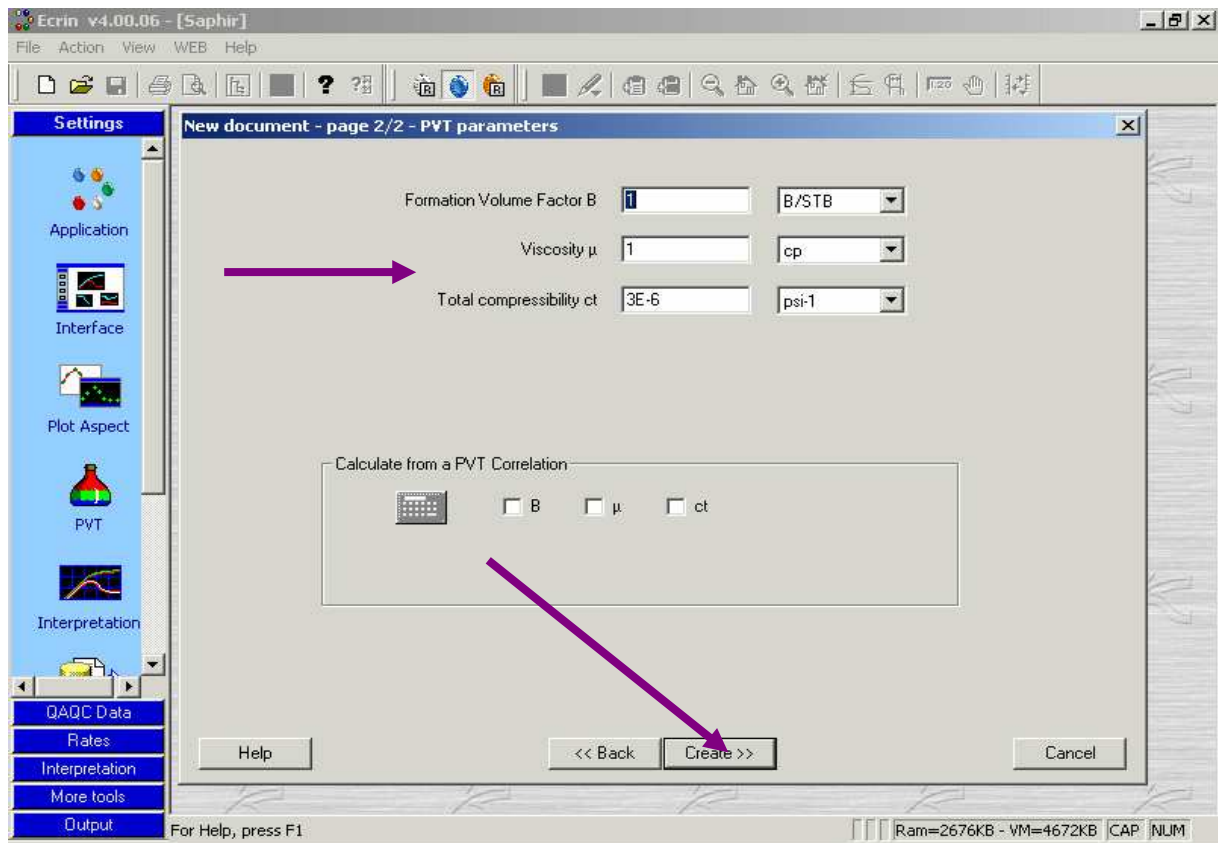 Ecrin v4.00.06 - [Saphir]
File Action View WEB Help
Settings
Application
Interface
Plot Aspect
PVT
Interpretation
QAQC Data
Rates
Interpretation
More tools
Output
New document - page 2/2 - PVT parameters
Formation Volume Factor B 1 B/STB
Viscosity µ 1 cp
Total compressibility ct 3E-6 psi-1
Calculate from a PVT Correlation
B µ ct
Help << Back Create >> Cancel
For Help, press F1 Ram=2676KB - VM=4672KB CAP NUM